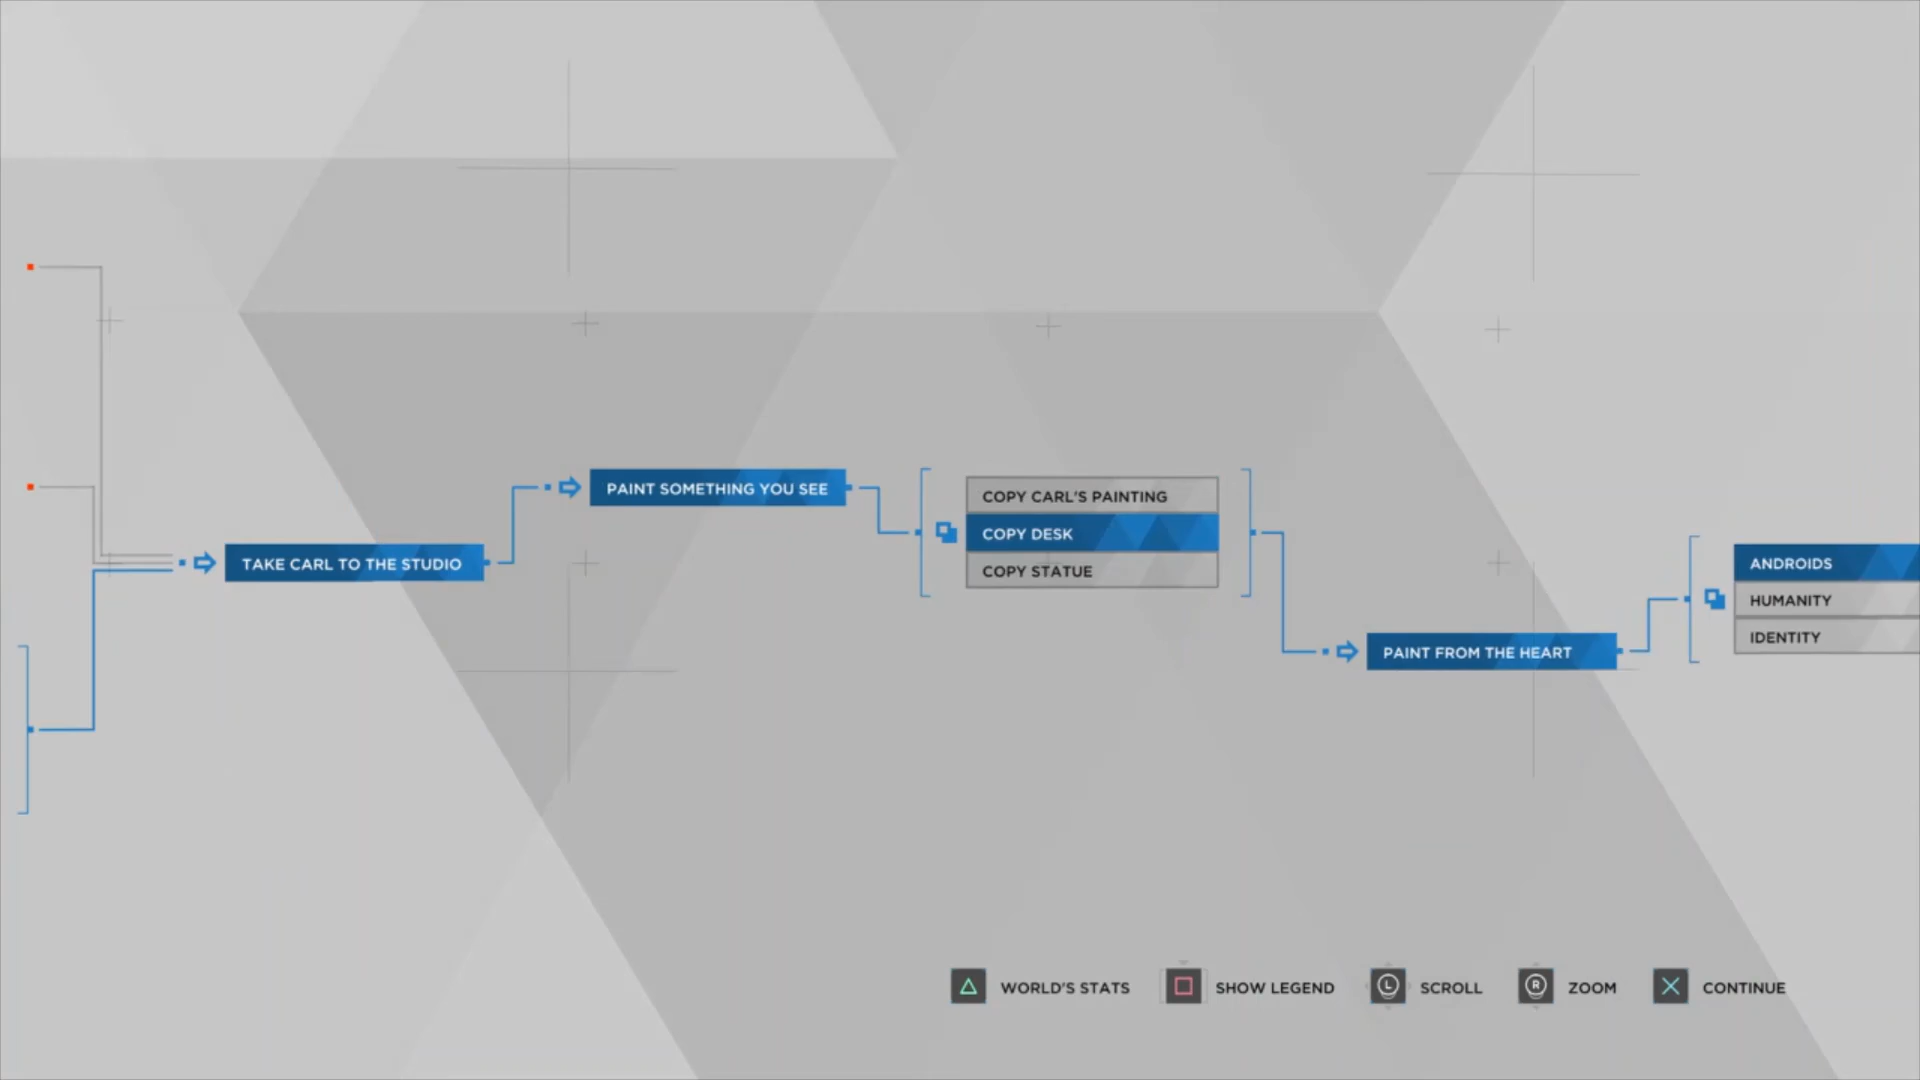 TAKE CARL TO THE STUDIO
PAINT SOMETHING YOU SEE
COPY CARL'S PAINTING
COPY DESK
COPY STATUE
PAINT FROM THE HEART
ANDROIDS
HUMANITY
IDENTITY
WORLD'S STATS
SHOW LEGEND
L
SCROLL
R
ZOOM
CONTINUE